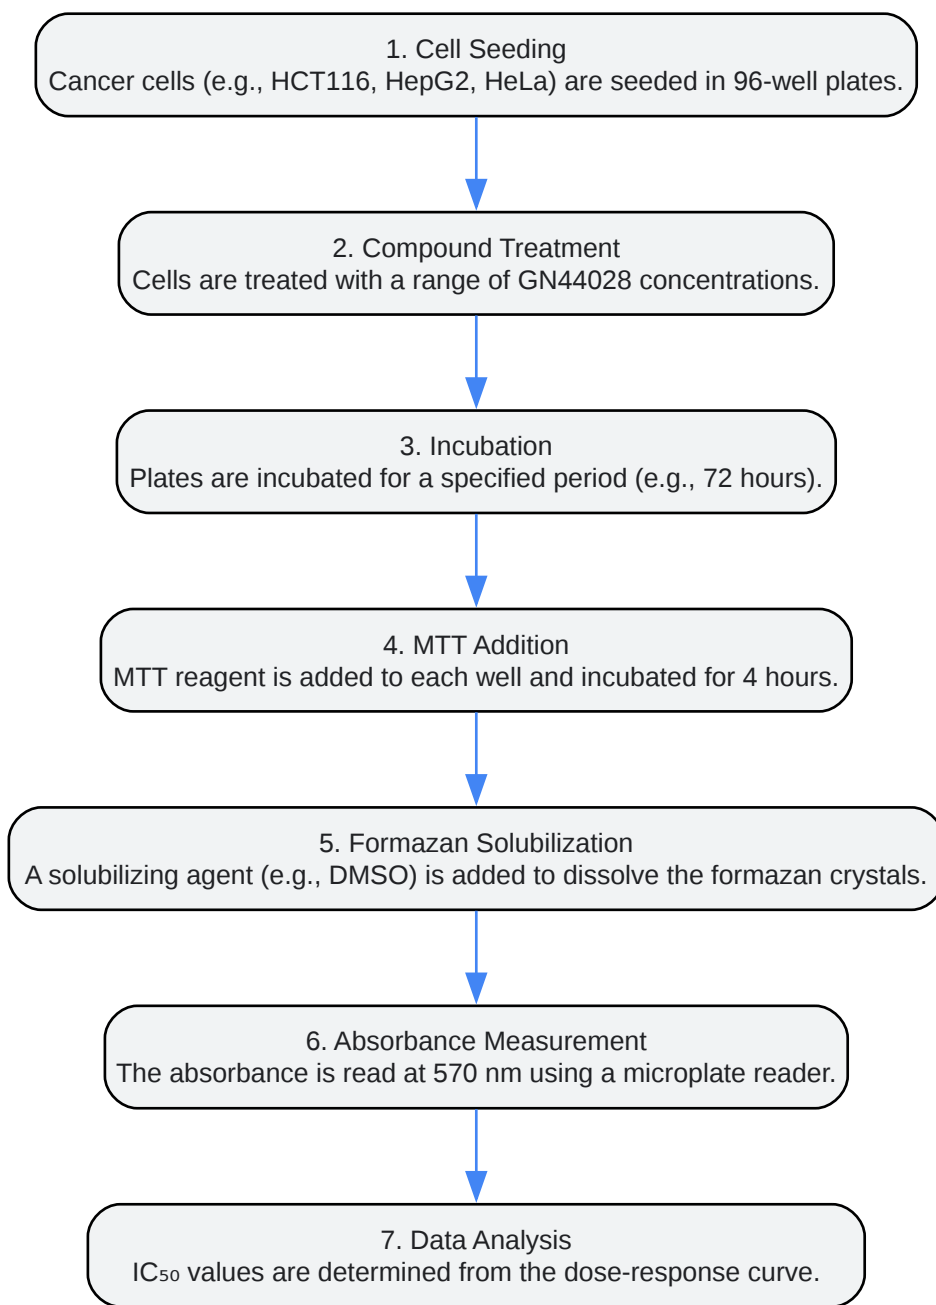 1. Cell Seeding
Cancer cells (e.g., HCT116, HepG2, HeLa) are seeded in 96-well plates.
2. Compound Treatment
Cells are treated with a range of GN44028 concentrations.
3. Incubation
Plates are incubated for a specified period (e.g., 72 hours).
4. MTT Addition
MTT reagent is added to each well and incubated for 4 hours.
5. Formazan Solubilization
A solubilizing agent (e.g., DMSO) is added to dissolve the formazan crystals.
6. Absorbance Measurement
The absorbance is read at 570 nm using a microplate reader.
7. Data Analysis
IC₅₀ values are determined from the dose-response curve.